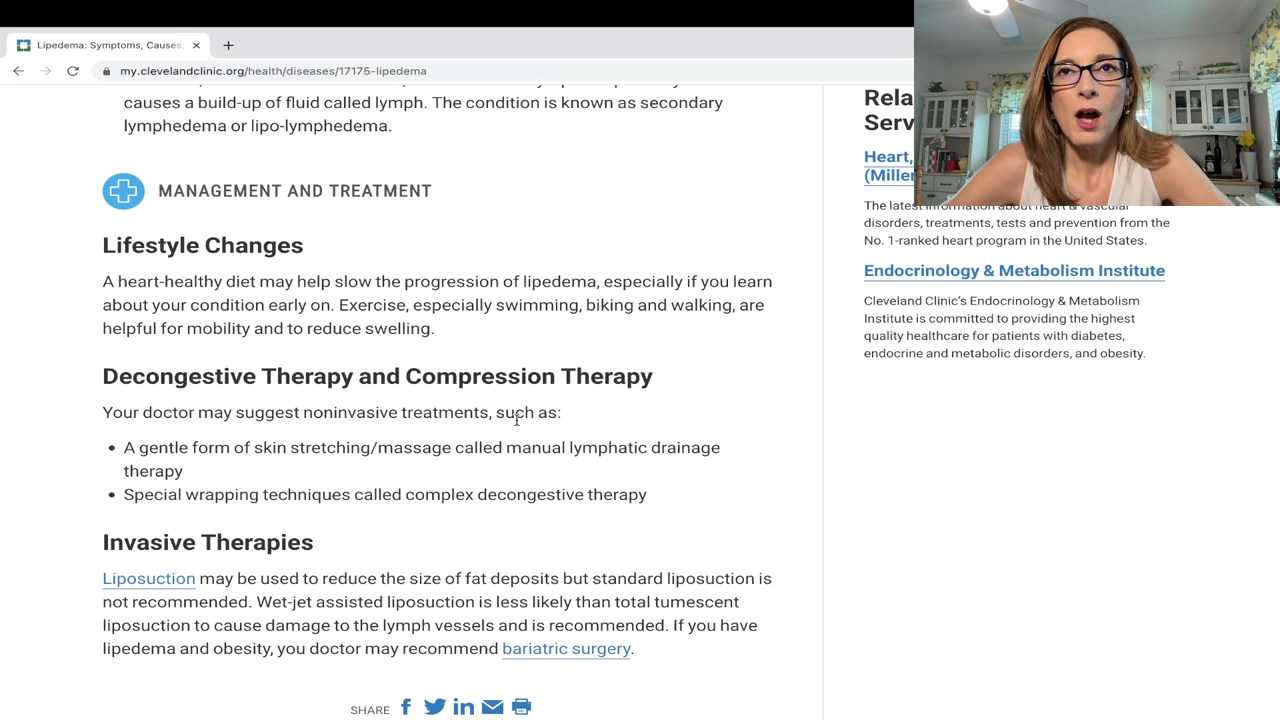 Lipedema: Symptoms, Causes,
my.clevelandclinic.org/health/diseases/17175-lipedema
causes a build-up of fluid called lymph. The condition is known as secondary
lymphedema or lipo-lymphedema.
MANAGEMENT AND TREATMENT
Lifestyle Changes
A heart-healthy diet may help slow the progression of lipedema, especially if you learn
about your condition early on. Exercise, especially swimming, biking and walking, are
helpful for mobility and to reduce swelling.
Decongestive Therapy and Compression Therapy
Your doctor may suggest noninvasive treatments, such as:
• A gentle form of skin stretching/massage called manual lymphatic drainage
therapy
• Special wrapping techniques called complex decongestive therapy
Invasive Therapies
Liposuction may be used to reduce the size of fat deposits but standard liposuction is
not recommended. Wet-jet assisted liposuction is less likely than total tumescent
liposuction to cause damage to the lymph vessels and is recommended. If you have
lipedema and obesity, you doctor may recommend bariatric surgery.
SHARE
Rela
Serv
Heart,
(Miller
The latest information about heart & vascular
disorders, treatments, tests and prevention from the
No. 1-ranked heart program in the United States.
Endocrinology & Metabolism Institute
Cleveland Clinic's Endocrinology & Metabolism
Institute is committed to providing the highest
quality healthcare for patients with diabetes,
endocrine and metabolic disorders, and obesity.